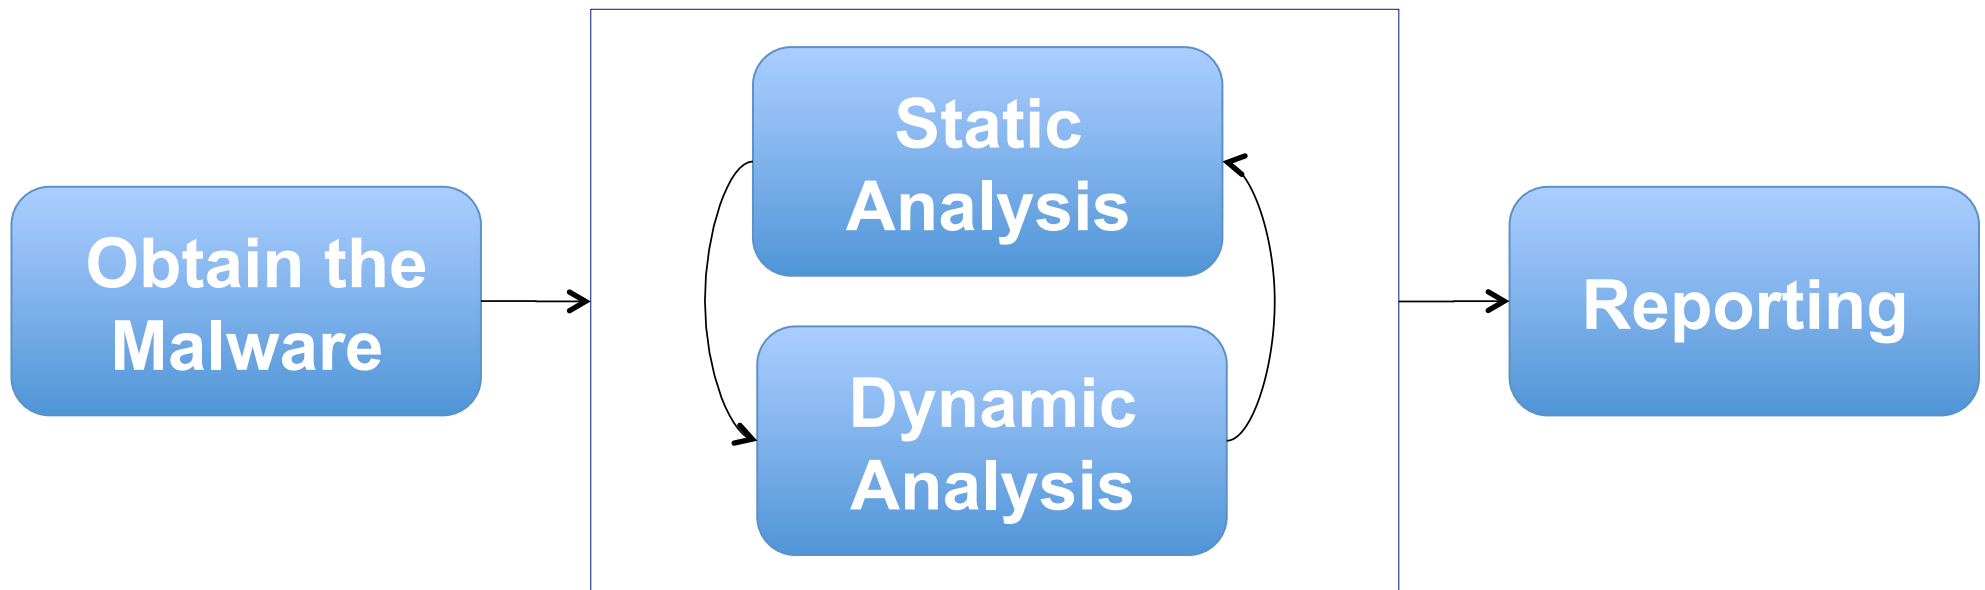 Obtain the
Malware
Static
Analysis
Dynamic
Analysis
Reporting